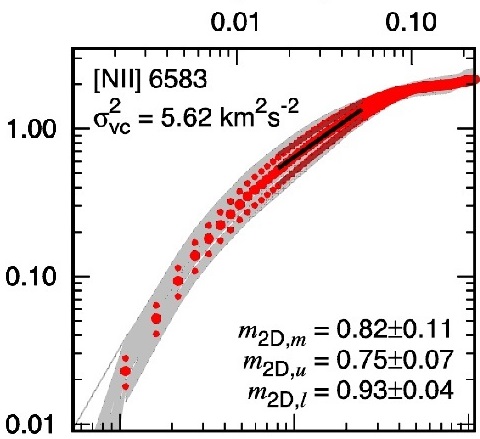 0.01 0.10
[NII] 6583
σ²vc = 5.62 km²s⁻²
1.00
0.10
m2D,m = 0.82±0.11
m2D,u = 0.75±0.07
m2D,l = 0.93±0.04
0.01